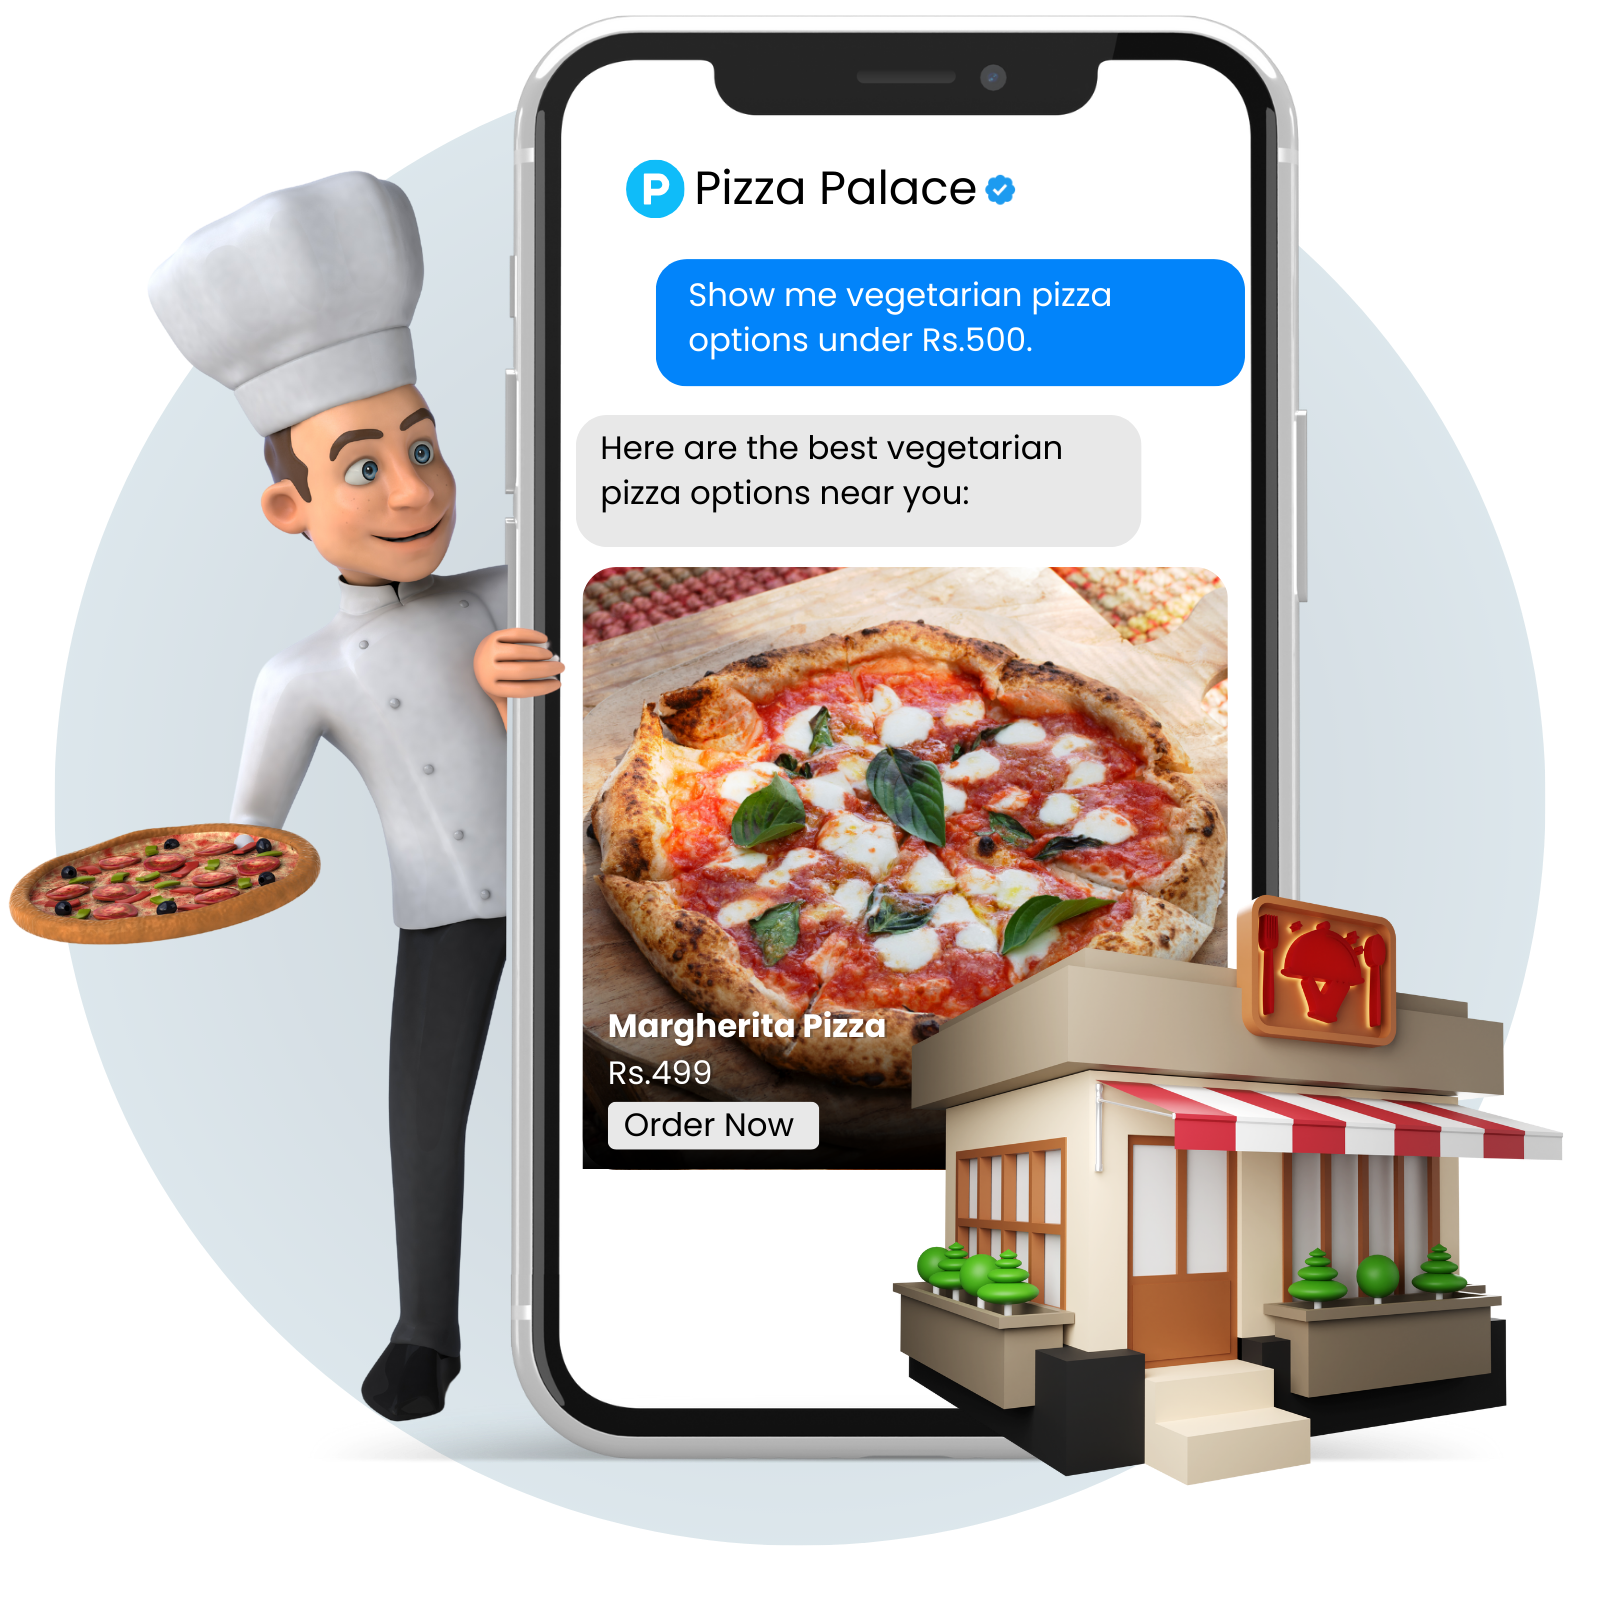 P Pizza Palace
Show me vegetarian pizza
options under Rs.500.
Here are the best vegetarian
pizza options near you:
Margherita Pizza
Rs.499
Order Now